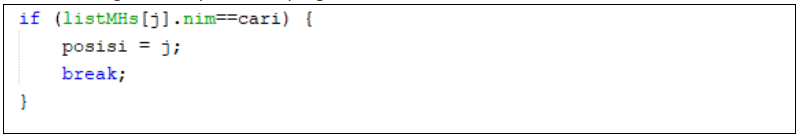 if (listMHs[j].nim==cari) {
posisi = j;
break;
}